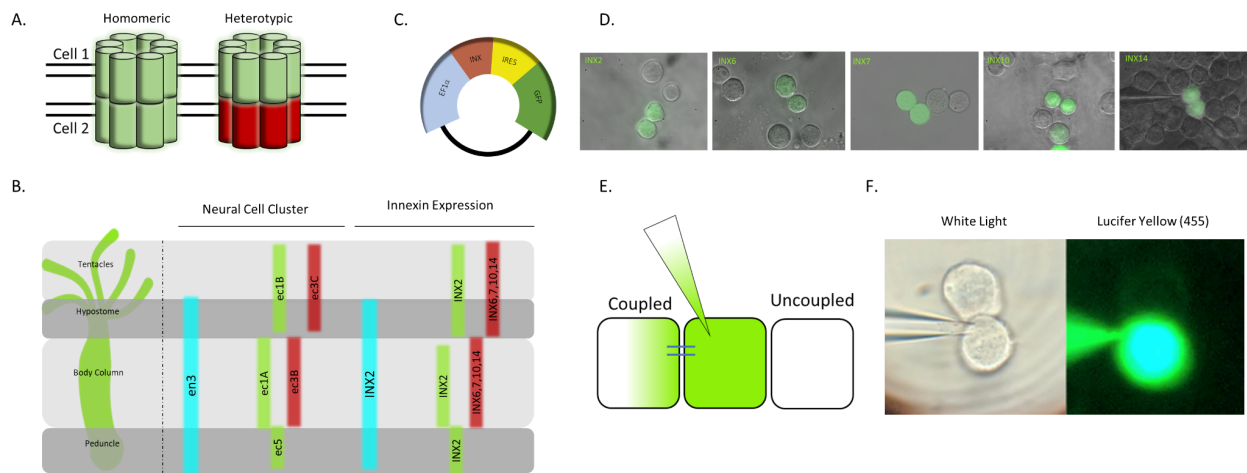 A.
Homomeric
Heterotypic
Cell 1
Cell 2
B.
Neural Cell Cluster
Innexin Expression
Tentacles
Hypostome
Body Column
Peduncle
en3
ec1B
ec3C
ec1A
ec3B
ec5
INX2
INX2
INX6,7,10,14
INX2
INX6,7,10,14
INX2
C.
EF1α
INX
IRES
GFP
D.
INX2
INX6
INX7
INX10
INX14
E.
Coupled
Uncoupled
F.
White Light
Lucifer Yellow (455)